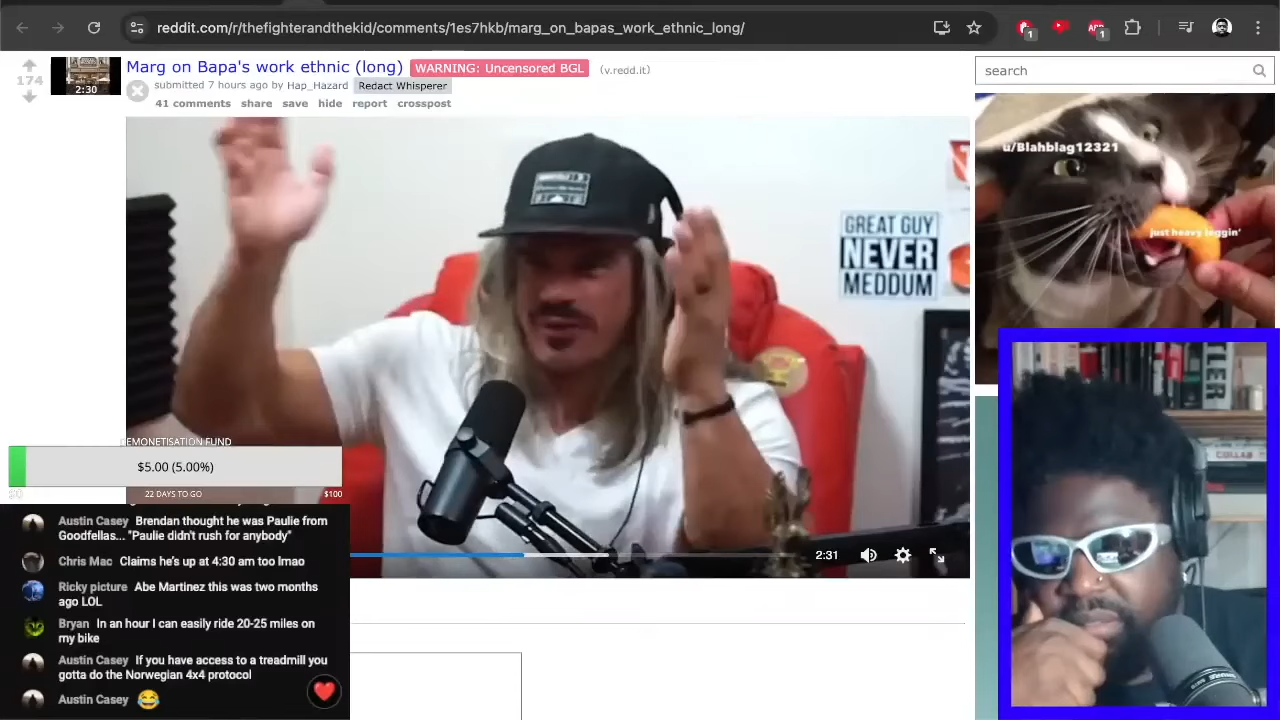 reddit.com/r/thefighterandthekid/comments/1es7hkb/marg_on_bapas_work_ethnic_long/
1
1
174
2:30
Marg on Bapa's work ethnic (long) WARNING: Uncensored BGL (v.redd.it)
submitted 7 hours ago by Hap_Hazard Redact Whisperer
41 comments share save hide report crosspost
search
u/Blahblag12321
just heavy joggin'
GREAT GUY
NEVER
MEDDUM
COLLAB
2:31
DEMONETISATION FUND
$5.00 (5.00%)
$0 22 DAYS TO GO $100
Austin Casey Brendan thought he was Paulie from
Goodfellas... "Paulie didn't rush for anybody"
Chris Mac Claims he's up at 4:30 am too lmao
Ricky picture Abe Martinez this was two months
ago LOL
Bryan In an hour I can easily ride 20-25 miles on
my bike
Austin Casey If you have access to a treadmill you
gotta do the Norwegian 4x4 protocol
Austin Casey 😂